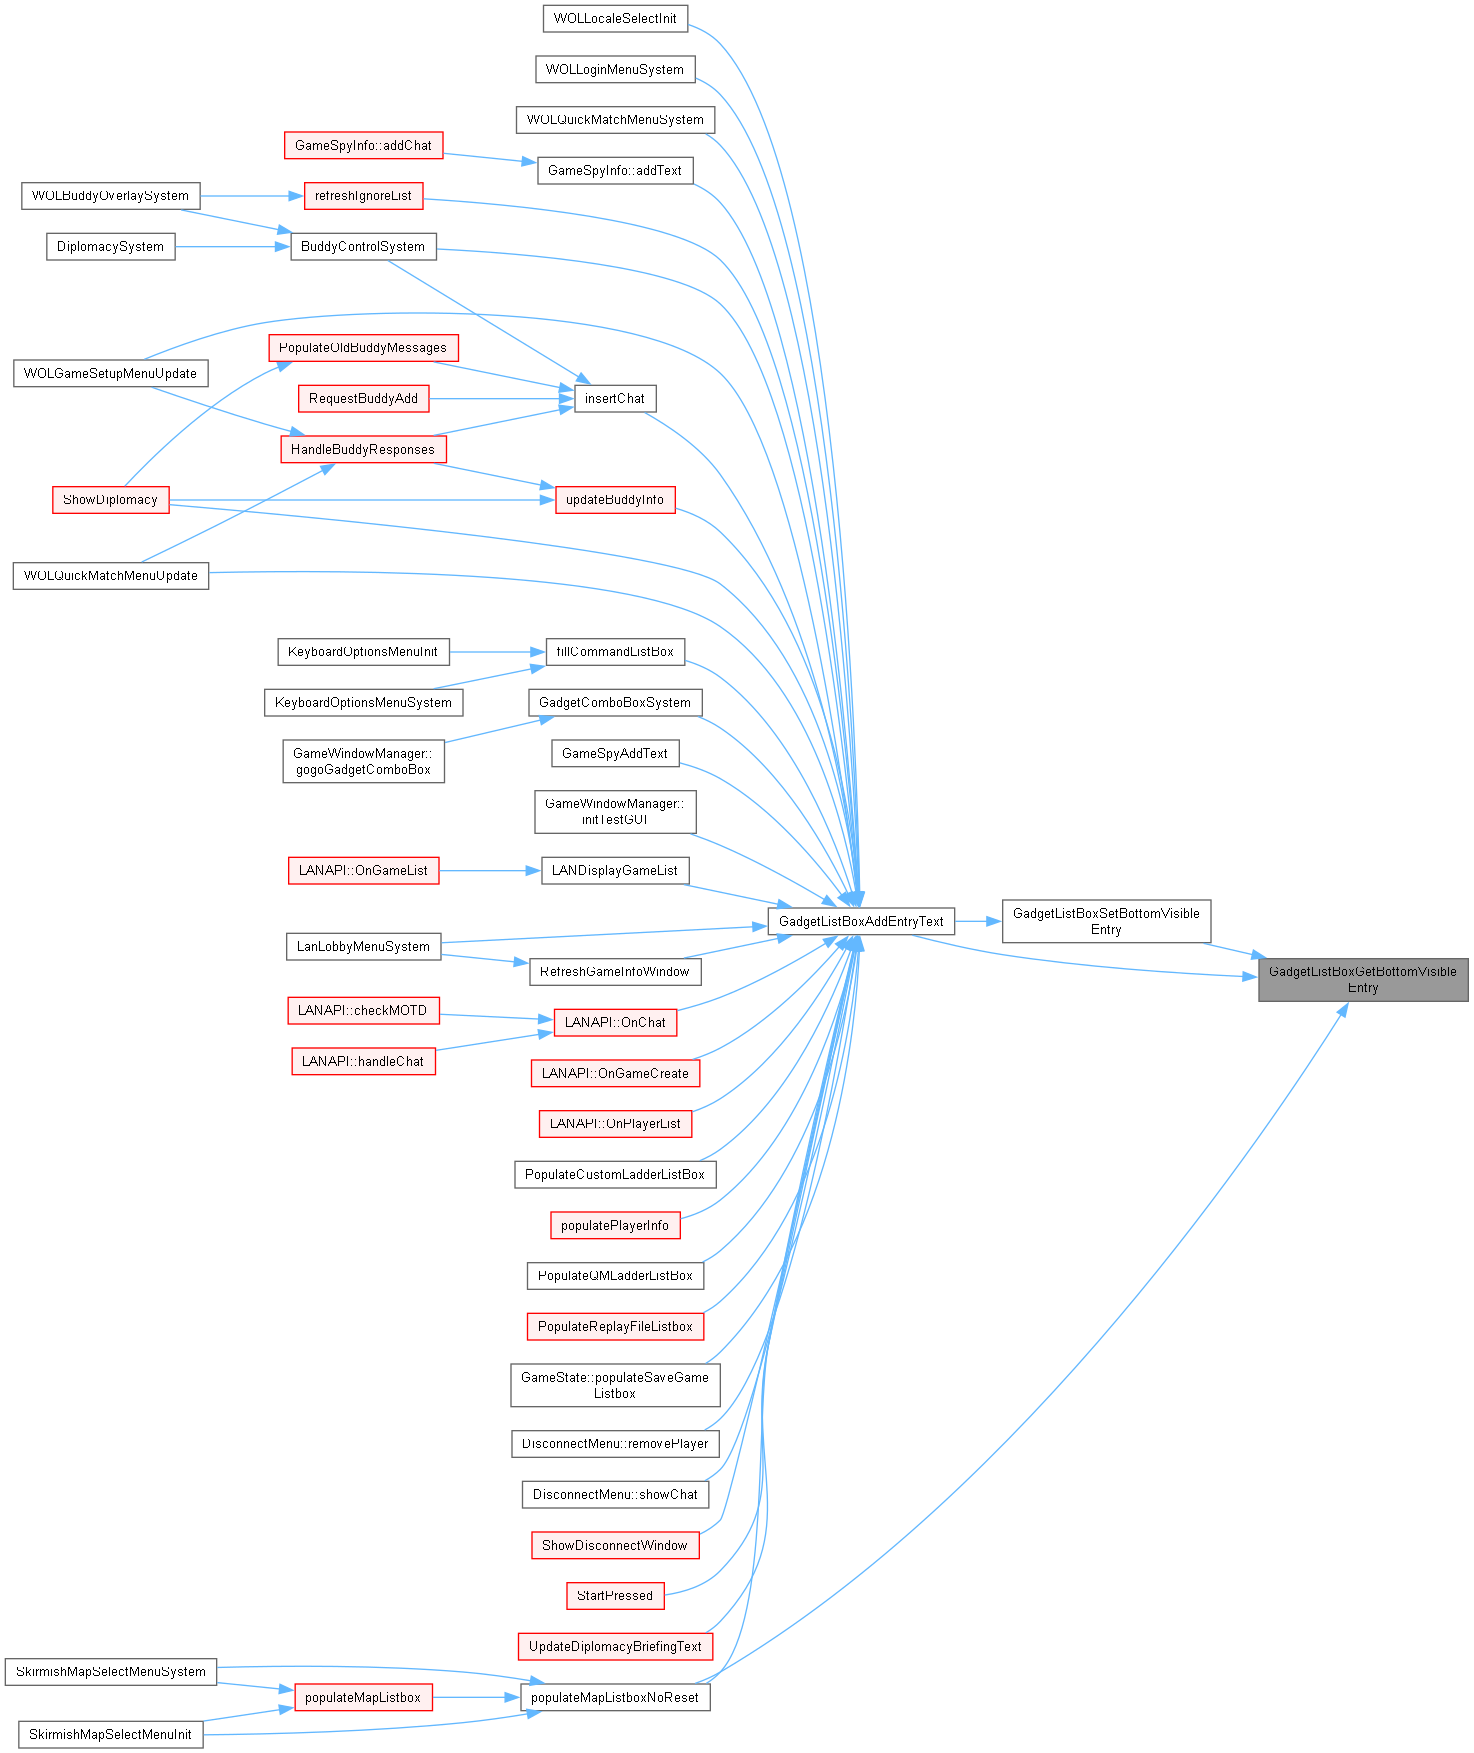 WOLLocaleSelectInit
WOLLoginMenuSystem
WOLQuickMatchMenuSystem
GameSpyInfo::addChat
GameSpyInfo::addText
WOLBuddyOverlaySystem
refreshIgnoreList
DiplomacySystem
BuddyControlSystem
PopulateOldBuddyMessages
WOLGameSetupMenuUpdate
RequestBuddyAdd
insertChat
HandleBuddyResponses
ShowDiplomacy
updateBuddyInfo
WOLQuickMatchMenuUpdate
KeyboardOptionsMenuInit
fillCommandListBox
KeyboardOptionsMenuSystem
GadgetComboBoxSystem
GameWindowManager::
gogoGadgetComboBox
GameSpyAddText
GameWindowManager::
initTestGUI
LANAPI::OnGameList
LANDisplayGameList
GadgetListBoxAddEntryText
GadgetListBoxSetBottomVisible
Entry
LanLobbyMenuSystem
RefreshGameInfoWindow
GadgetListBoxGetBottomVisible
Entry
LANAPI::checkMOTD
LANAPI::OnChat
LANAPI::handleChat
LANAPI::OnGameCreate
LANAPI::OnPlayerList
PopulateCustomLadderListBox
populatePlayerInfo
PopulateQMLadderListBox
PopulateReplayFileListbox
GameState::populateSaveGame
Listbox
DisconnectMenu::removePlayer
DisconnectMenu::showChat
ShowDisconnectWindow
StartPressed
UpdateDiplomacyBriefingText
SkirmishMapSelectMenuSystem
populateMapListbox
populateMapListboxNoReset
SkirmishMapSelectMenuInit